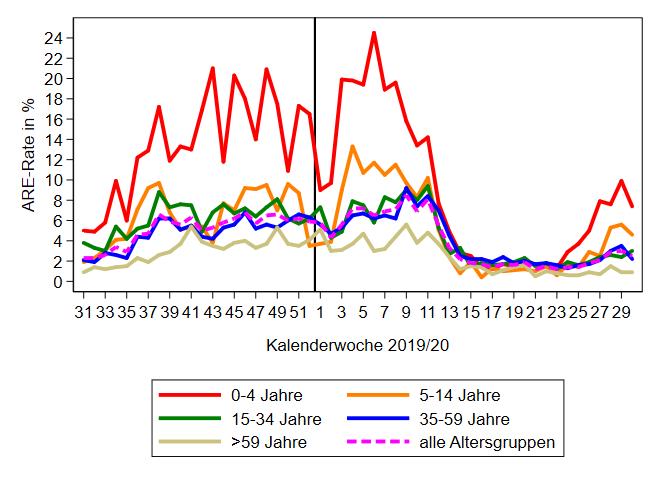 ARE-Rate in %
24
22
20
18
16
14
12
10
8
6
4
2
0
31 33 35 37 39 41 43 45 47 49 51 1 3 5 7 9 11 13 15 17 19 21 23 25 27 29
Kalenderwoche 2019/20
0-4 Jahre 5-14 Jahre
15-34 Jahre 35-59 Jahre
>59 Jahre alle Altersgruppen